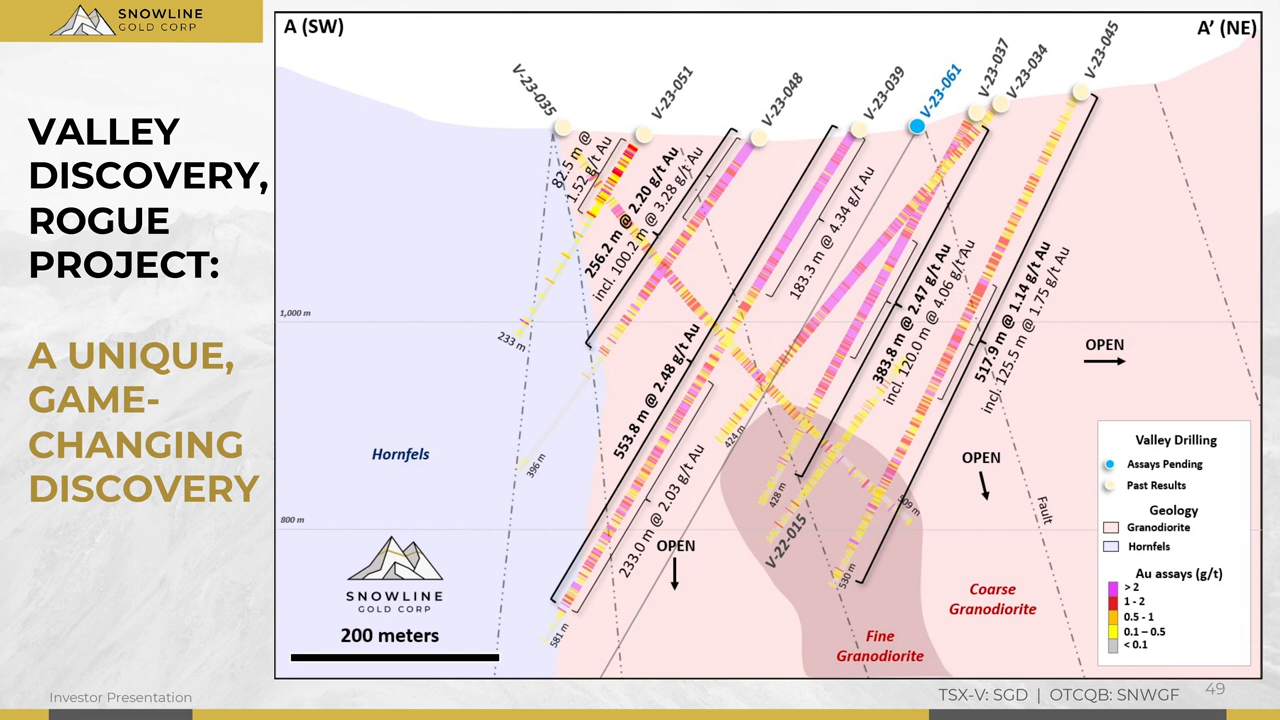 SNOWLINE
GOLD CORP
VALLEY
DISCOVERY,
ROGUE
PROJECT:
A UNIQUE,
GAME-
CHANGING
DISCOVERY
A (SW)
A’ (NE)
V-23-035
V-23-051
V-23-048
V-23-039
V-23-061
V-23-037
V-23-034
V-23-045
82.5 m @
1.52 g/t Au
256.2 m @ 2.20 g/t Au
incl. 100.2 m @ 3.28 g/t Au
183.3 m @ 4.34 g/t Au
553.8 m @ 2.48 g/t Au
233.0 m @ 2.03 g/t Au
383.8 m @ 2.47 g/t Au
incl. 120.0 m @ 4.06 g/t Au
517.9 m @ 1.14 g/t Au
incl. 125.5 m @ 1.75 g/t Au
1,000 m
800 m
233 m
396 m
581 m
424 m
428 m
V-22-015
530 m
509 m
OPEN
OPEN
OPEN
Fault
Hornfels
Coarse
Granodiorite
Fine
Granodiorite
SNOWLINE
GOLD CORP
200 meters
Valley Drilling
Assays Pending
Past Results
Geology
Granodiorite
Hornfels
Au assays (g/t)
> 2
1 - 2
0.5 - 1
0.1 – 0.5
< 0.1
Investor Presentation
TSX-V: SGD | OTCQB: SNWGF
49